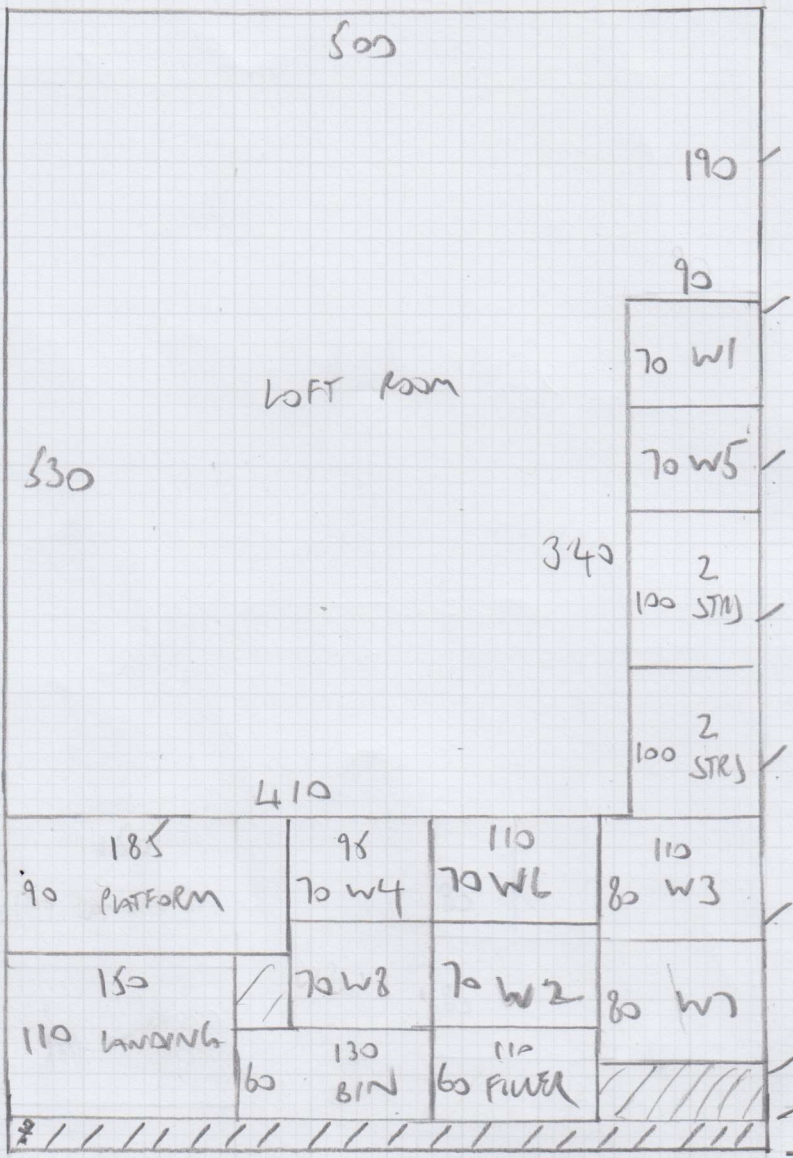 500
190
90
70 W1
LOFT ROOM
70 W5
530
340
2
100 STRS
2
100 STRS
410
185
95
110
110
90 PLATFORM
70 W4
70 W6
80 W3
150
70 W8
70 W2
80 W7
110 LANDING
130
110
60 BIN
60 FILLER